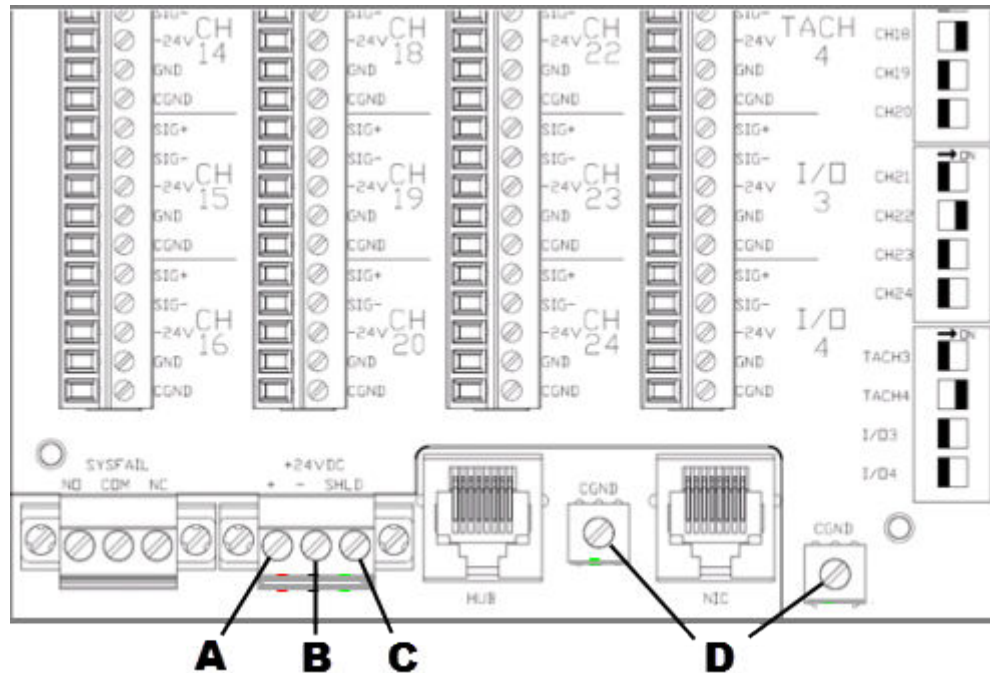 -24V
GND
CGND
CH
14
SIG+
SIG-
-24V
GND
CGND
CH
15
SIG+
SIG-
-24V
GND
CGND
CH
16
-24V
GND
CGND
CH
18
SIG+
SIG-
-24V
GND
CGND
CH
19
SIG+
SIG-
-24V
GND
CGND
CH
20
-24V
GND
CGND
CH
22
SIG+
SIG-
-24V
GND
CGND
CH
23
SIG+
SIG-
-24V
GND
CGND
CH
24
-24V
GND
CGND
TACH
4
SIG+
SIG-
-24V
GND
CGND
I/O
3
SIG+
SIG-
-24V
GND
CGND
I/O
4
CH18
CH19
CH20
→ ON
CH21
CH22
CH23
CH24
→ ON
TACH3
TACH4
I/O3
I/O4
SYSFAIL
NO COM NC
+24VDC
+ - SHLD
HUB
CGND
NIC
CGND
A B C D